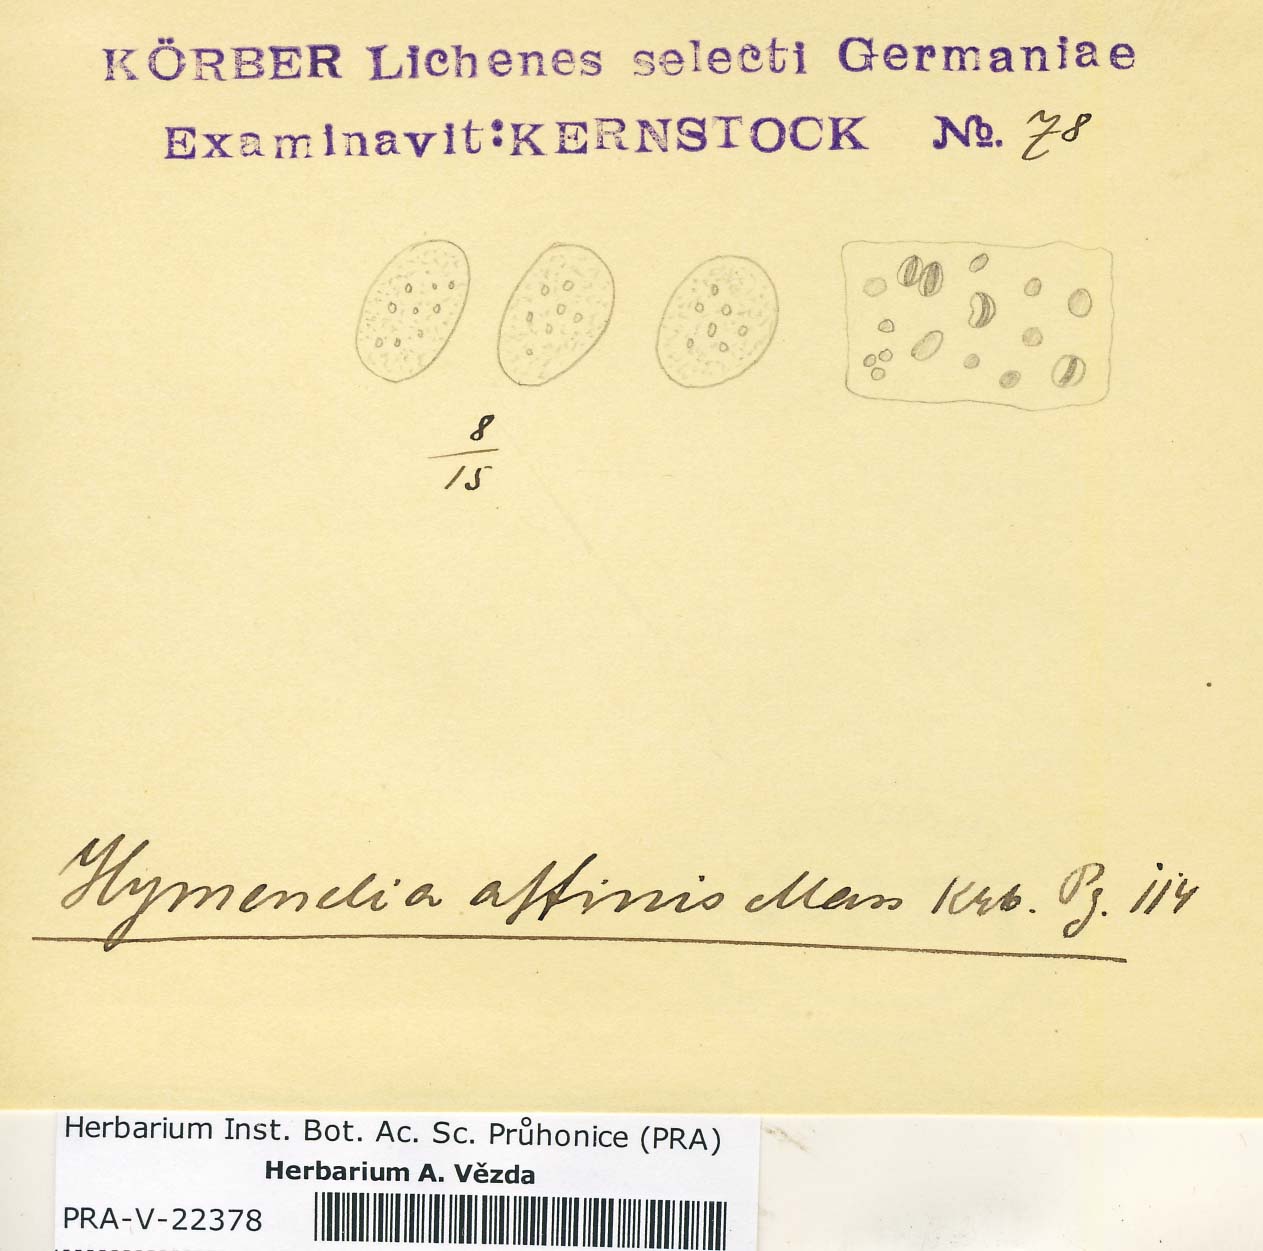 KÖRBER Lichenes selecti Germaniae
Examinavit: KERNSTOCK №. 78
8
15
Hymenelia affinis Mass Krb. Pg. 114
Herbarium Inst. Bot. Ac. Sc. Průhonice (PRA)
Herbarium A. Vězda
PRA-V-22378